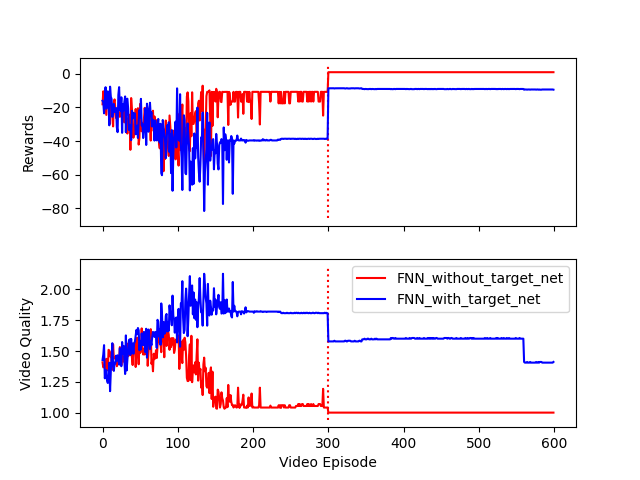 0
−20
−40
−60
−80
Rewards
2.00
1.75
1.50
1.25
1.00
Video Quality
FNN_without_target_net
FNN_with_target_net
0 100 200 300 400 500 600
Video Episode